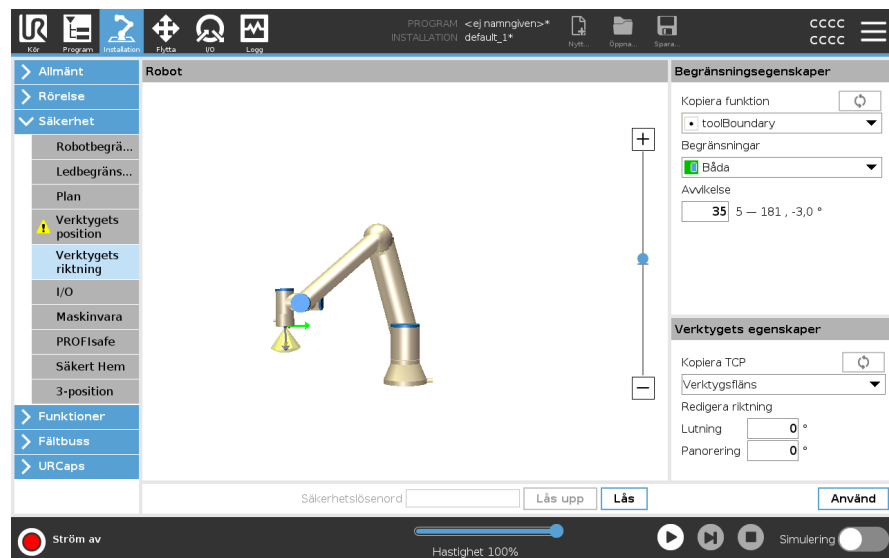 PROGRAM <ej namngiven>*
INSTALLATION default_1*
Kör
Program
Installation
Flytta
I/O
Logg
Nytt...
Öppna...
Spara...
CCCC
CCCC
Allmänt
Rörelse
Säkerhet
Robotbegrä...
Ledbegräns...
Plan
Verktygets
position
Verktygets
riktning
I/O
Maskinvara
PROFIsafe
Säkert Hem
3-position
Funktioner
Fältbuss
URCaps
Robot
Säkerhetslösenord
Lås upp
Lås
Begränsningsegenskaper
Kopiera funktion
toolBoundary
Begränsningar
Båda
Avvikelse
35 5 — 181 , -3,0 °
Verktygets egenskaper
Kopiera TCP
Verktygsfläns
Redigera riktning
Lutning 0 °
Panorering 0 °
Använd
Ström av
Hastighet 100%
Simulering